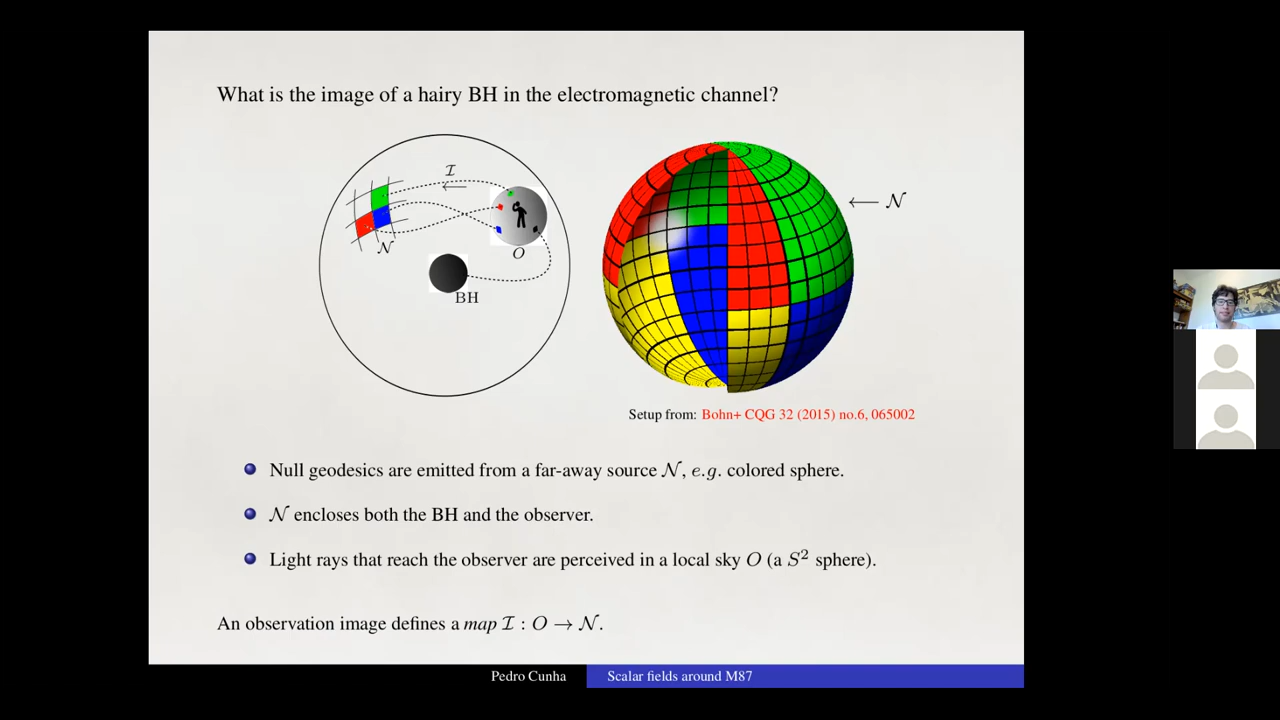 What is the image of a hairy BH in the electromagnetic channel?
ℐ
←
𝒩
O
BH
← 𝒩
Setup from: Bohn+ CQG 32 (2015) no.6, 065002
Null geodesics are emitted from a far-away source 𝒩, e.g. colored sphere.
𝒩 encloses both the BH and the observer.
Light rays that reach the observer are perceived in a local sky O (a S² sphere).
An observation image defines a map ℐ : O → 𝒩.
Pedro Cunha
Scalar fields around M87